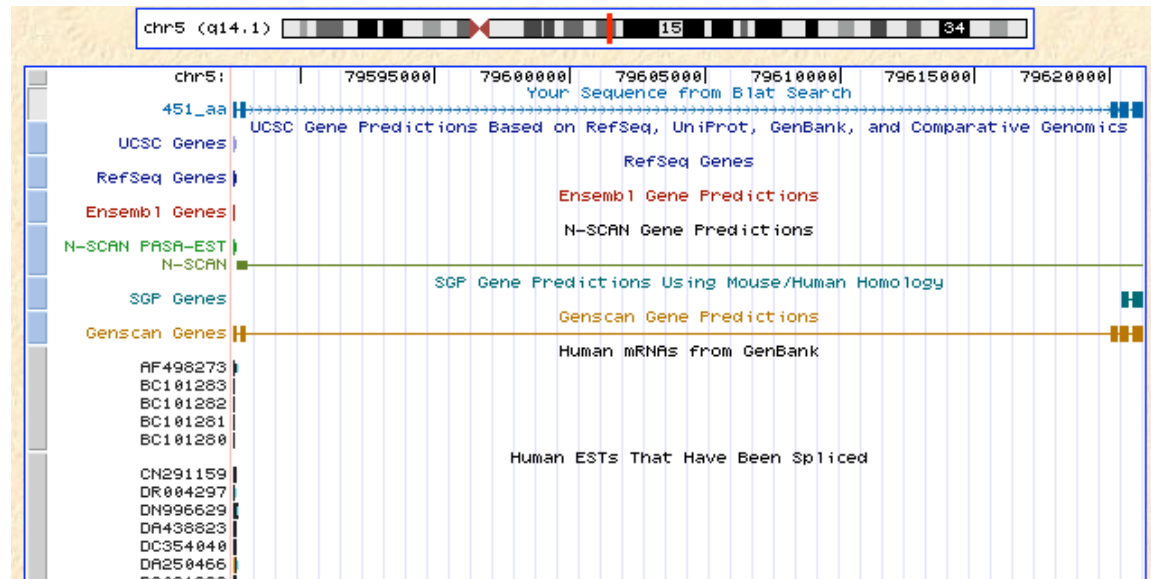 chr5 (q14.1) 15 34
chr5: 79595000| 79600000| 79605000| 79610000| 79615000| 79620000|
Your Sequence from Blat Search
451_aa
UCSC Gene Predictions Based on RefSeq, UniProt, GenBank, and Comparative Genomics
UCSC Genes
RefSeq Genes
RefSeq Genes
Ensembl Gene Predictions
Ensembl Genes
N-SCAN Gene Predictions
N-SCAN PASA-EST
N-SCAN
SGP Gene Predictions Using Mouse/Human Homology
SGP Genes
Genscan Gene Predictions
Genscan Genes
Human mRNAs from GenBank
AF498273
BC101283
BC101282
BC101281
BC101280
Human ESTs That Have Been Spliced
CN291159
DR004297
DN996629
DA438823
DC354040
DA250466